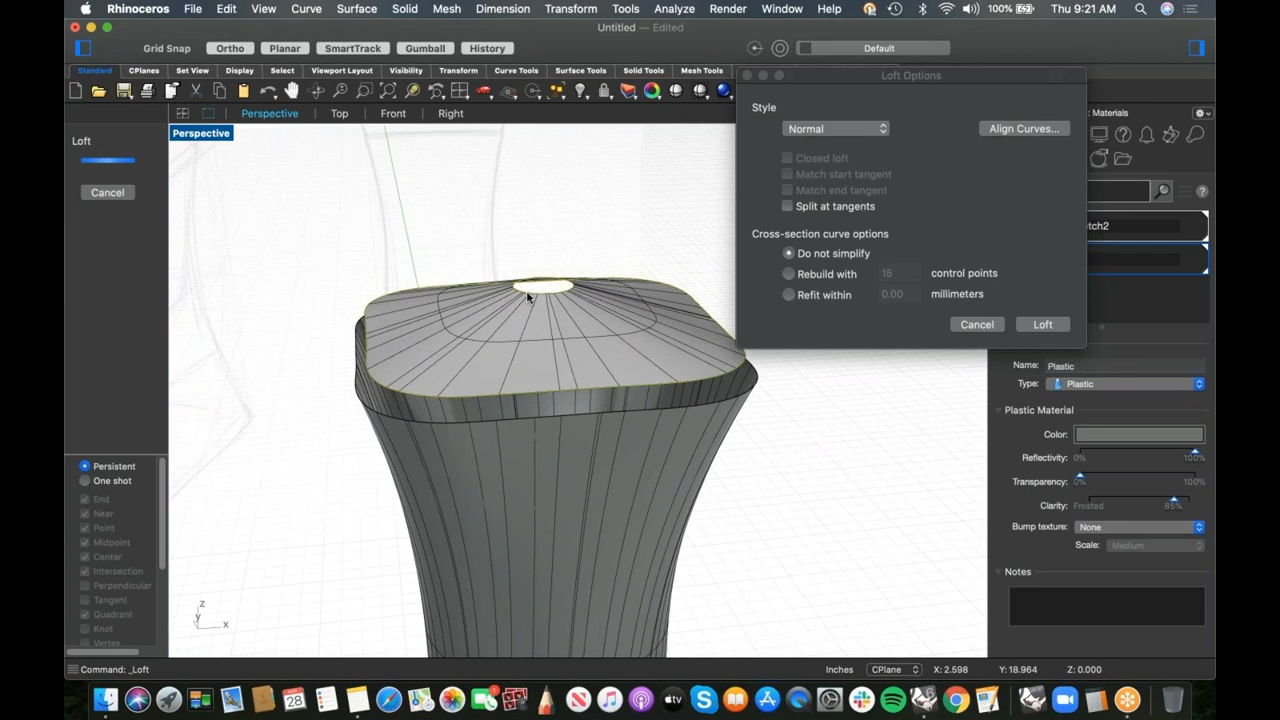 Rhinoceros File Edit View Curve Surface Solid Mesh Dimension Transform Tools Analyze Render Window Help 100% Thu 9:21 AM
Untitled — Edited
Grid Snap Ortho Planar SmartTrack Gumball History Default
Standard CPlanes Set View Display Select Viewport Layout Visibility Transform Curve Tools Surface Tools Solid Tools Mesh Tools
Loft Options
Perspective Top Front Right
: Materials
Perspective
Loft
Cancel
Style
Normal
Align Curves...
Closed loft
Match start tangent
Match end tangent
Split at tangents
Cross-section curve options
Do not simplify
Rebuild with 15 control points
Refit within 0.00 millimeters
Cancel Loft
tch2
Name: Plastic
Type: Plastic
Plastic Material
Color:
Reflectivity: 0% 100%
Transparency: 0% 100%
Clarity: Frosted 85%
Bump texture: None
Scale: Medium
Notes
Persistent
One shot
End
Near
Point
Midpoint
Center
Intersection
Perpendicular
Tangent
Quadrant
Knot
Vertex
z
y
x
Command: _Loft
Inches CPlane X: 2.598 Y: 18.964 Z: 0.000
28